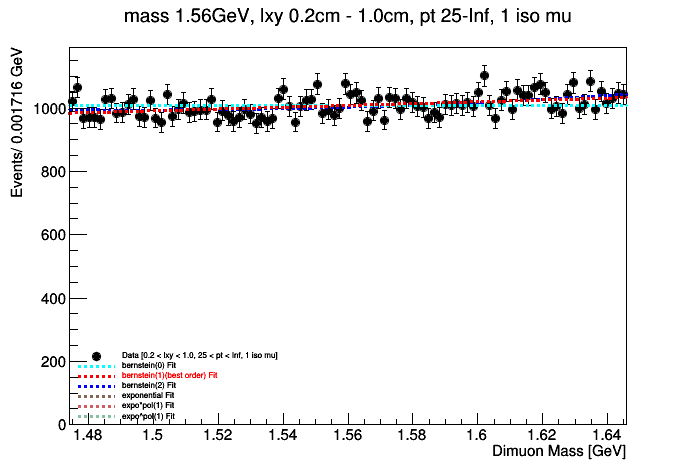 mass 1.56GeV, lxy 0.2cm - 1.0cm, pt 25-Inf, 1 iso mu
Events/ 0.001716 GeV
1000
800
600
400
200
0
Data [0.2 < lxy < 1.0, 25 < pt < Inf, 1 iso mu]
bernstein(0) Fit
bernstein(1)(best order) Fit
bernstein(2) Fit
exponential Fit
expo*pol(1) Fit
expo^pol(1) Fit
1.48 1.5 1.52 1.54 1.56 1.58 1.6 1.62 1.64
Dimuon Mass [GeV]